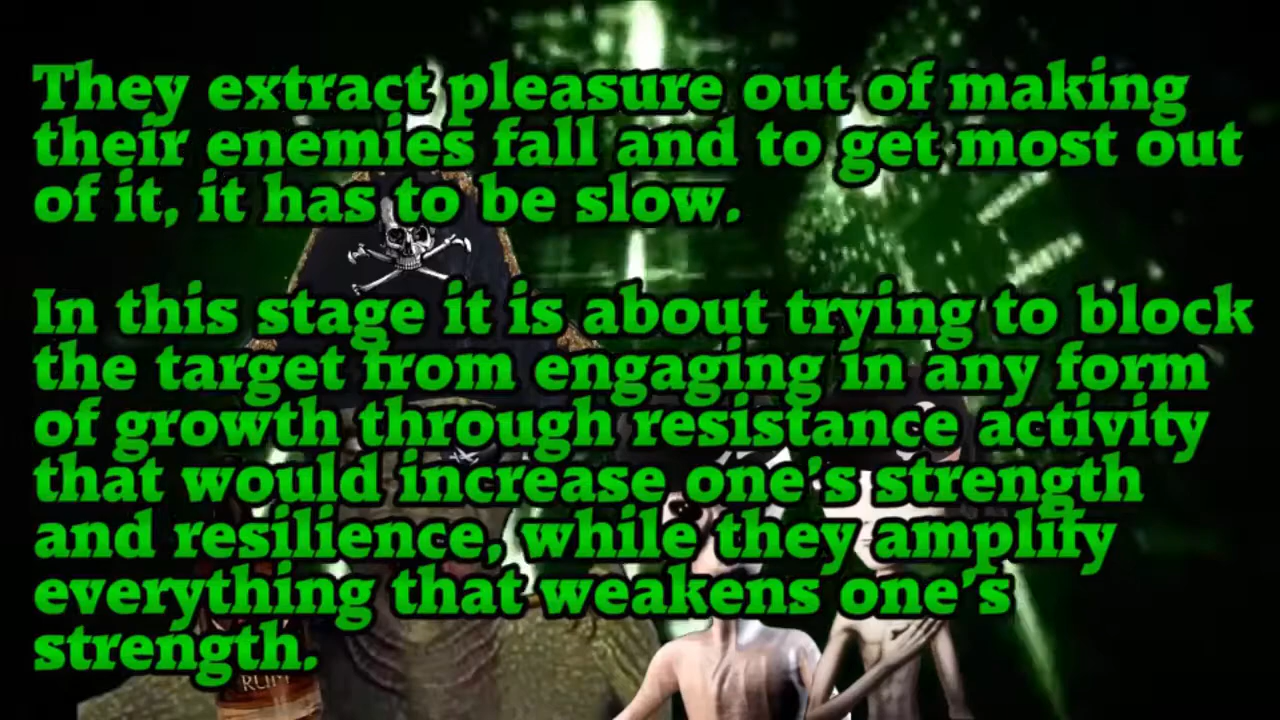 They extract pleasure out of making
their enemies fall and to get most out
of it, it has to be slow.
In this stage it is about trying to block
the target from engaging in any form
of growth through resistance activity
that would increase one's strength
and resilience, while they amplify
everything that weakens one's
strength.
RUM